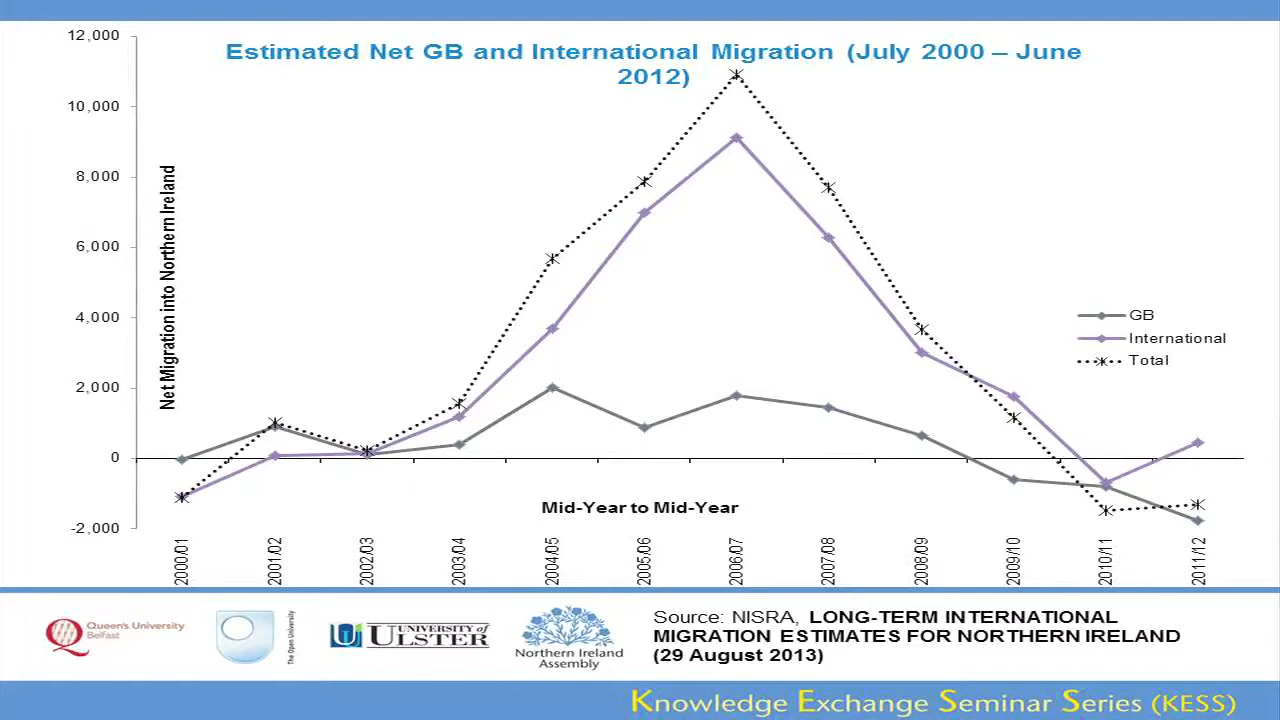 Estimated Net GB and International Migration (July 2000 – June
2012)
12,000
10,000
8,000
6,000
4,000
2,000
0
-2,000
Net Migration into Northern Ireland
GB
International
Total
Mid-Year to Mid-Year
2000/01
2001/02
2002/03
2003/04
2004/05
2005/06
2006/07
2007/08
2008/09
2009/10
2010/11
2011/12
Queen's University
Belfast
The Open University
UNIVERSITY of
ULSTER
Northern Ireland
Assembly
Source: NISRA, LONG-TERM INTERNATIONAL
MIGRATION ESTIMATES FOR NORTHERN IRELAND
(29 August 2013)
Knowledge Exchange Seminar Series (KESS)